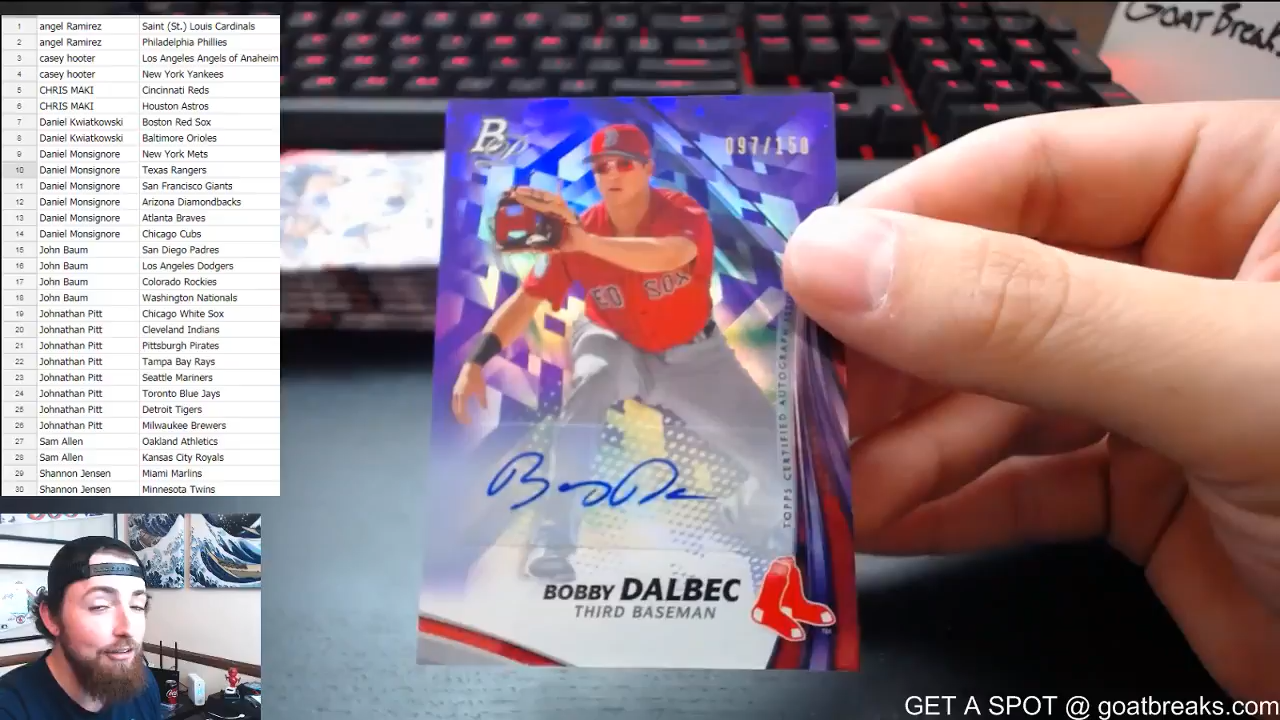 1 angel Ramirez Saint (St.) Louis Cardinals
2 angel Ramirez Philadelphia Phillies
3 casey hooter Los Angeles Angels of Anaheim
4 casey hooter New York Yankees
5 CHRIS MAKI Cincinnati Reds
6 CHRIS MAKI Houston Astros
7 Daniel Kwiatkowski Boston Red Sox
8 Daniel Kwiatkowski Baltimore Orioles
9 Daniel Monsignore New York Mets
10 Daniel Monsignore Texas Rangers
11 Daniel Monsignore San Francisco Giants
12 Daniel Monsignore Arizona Diamondbacks
13 Daniel Monsignore Atlanta Braves
14 Daniel Monsignore Chicago Cubs
15 John Baum San Diego Padres
16 John Baum Los Angeles Dodgers
17 John Baum Colorado Rockies
18 John Baum Washington Nationals
19 Johnathan Pitt Chicago White Sox
20 Johnathan Pitt Cleveland Indians
21 Johnathan Pitt Pittsburgh Pirates
22 Johnathan Pitt Tampa Bay Rays
23 Johnathan Pitt Seattle Mariners
24 Johnathan Pitt Toronto Blue Jays
25 Johnathan Pitt Detroit Tigers
26 Johnathan Pitt Milwaukee Brewers
27 Sam Allen Oakland Athletics
28 Sam Allen Kansas City Royals
29 Shannon Jensen Miami Marlins
30 Shannon Jensen Minnesota Twins
GOAT Break
097/150
ED SOX
TOPPS CERTIFIED AUTOGRAPH
BOBBY DALBEC
THIRD BASEMAN
GET A SPOT @ goatbreaks.com